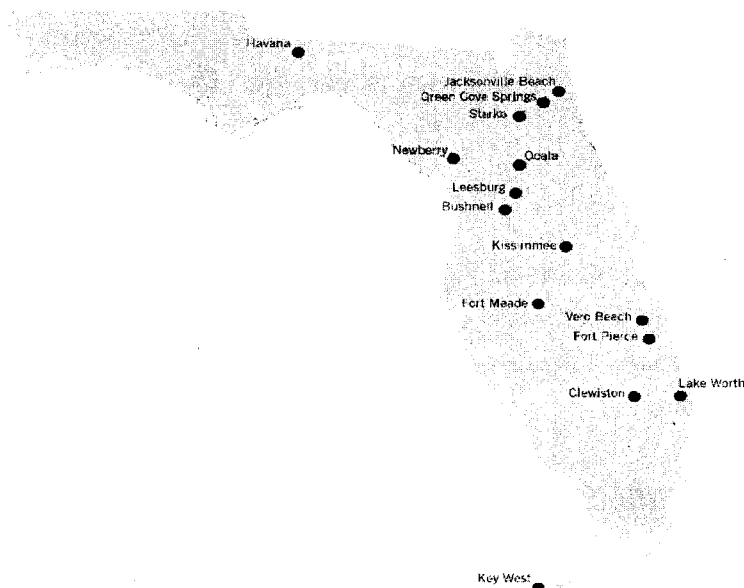 Havana
Jacksonville Beach
Green Cove Springs
Starke
Newberry
Ocala
Leesburg
Bushnell
Kissimmee
Fort Meade
Vero Beach
Fort Pierce
Clewiston
Lake Worth
Key West